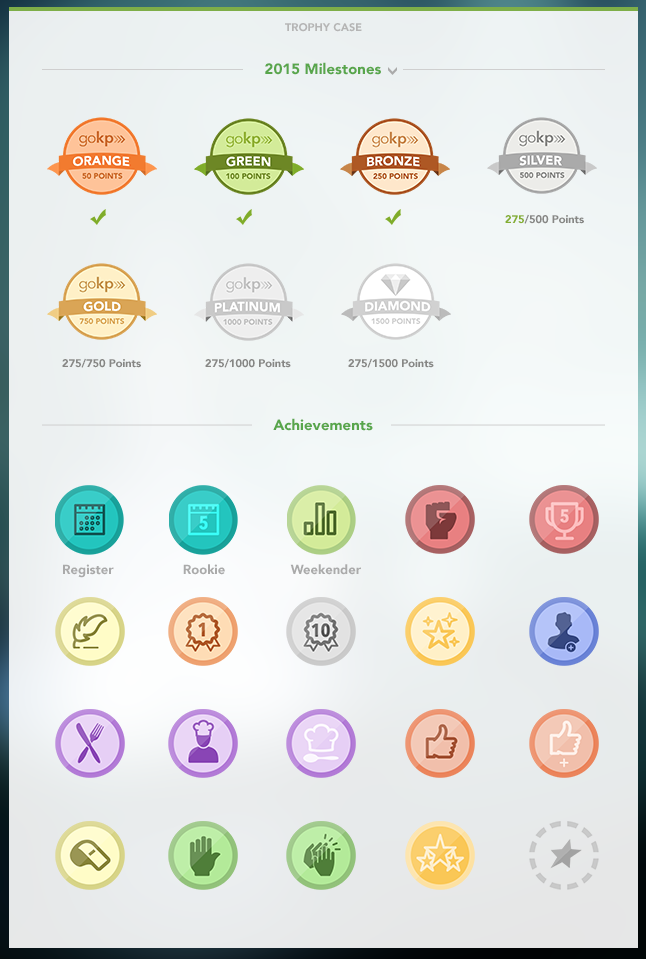 TROPHY CASE
2015 Milestones
gokp
ORANGE
50 POINTS
gokp
GREEN
100 POINTS
gokp
BRONZE
250 POINTS
gokp
SILVER
500 POINTS
275/500 Points
gokp
GOLD
750 POINTS
275/750 Points
gokp
PLATINUM
1000 POINTS
275/1000 Points
DIAMOND
1500 POINTS
275/1500 Points
Achievements
5
5
Register
Rookie
Weekender
1
10